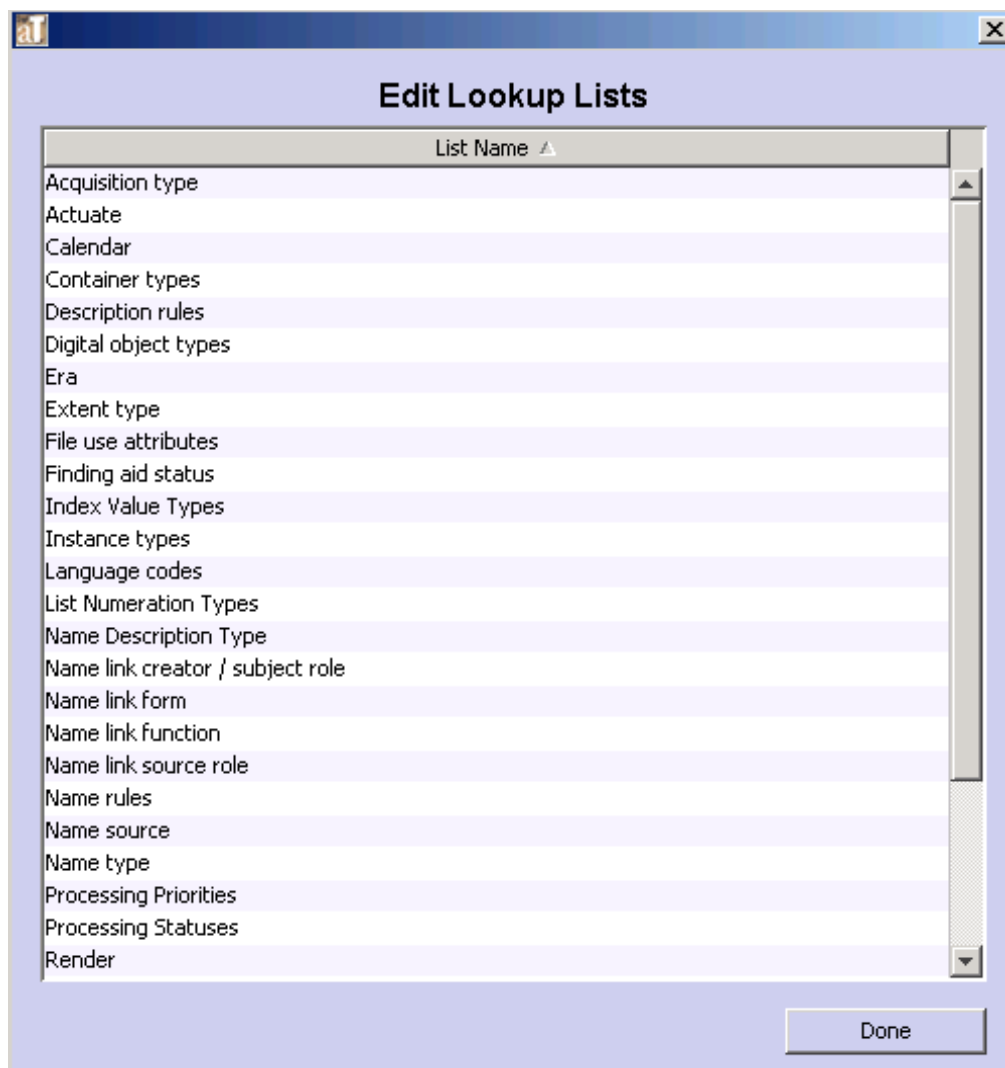 aT
Edit Lookup Lists
List Name
Acquisition type
Actuate
Calendar
Container types
Description rules
Digital object types
Era
Extent type
File use attributes
Finding aid status
Index Value Types
Instance types
Language codes
List Numeration Types
Name Description Type
Name link creator / subject role
Name link form
Name link function
Name link source role
Name rules
Name source
Name type
Processing Priorities
Processing Statuses
Render
Done